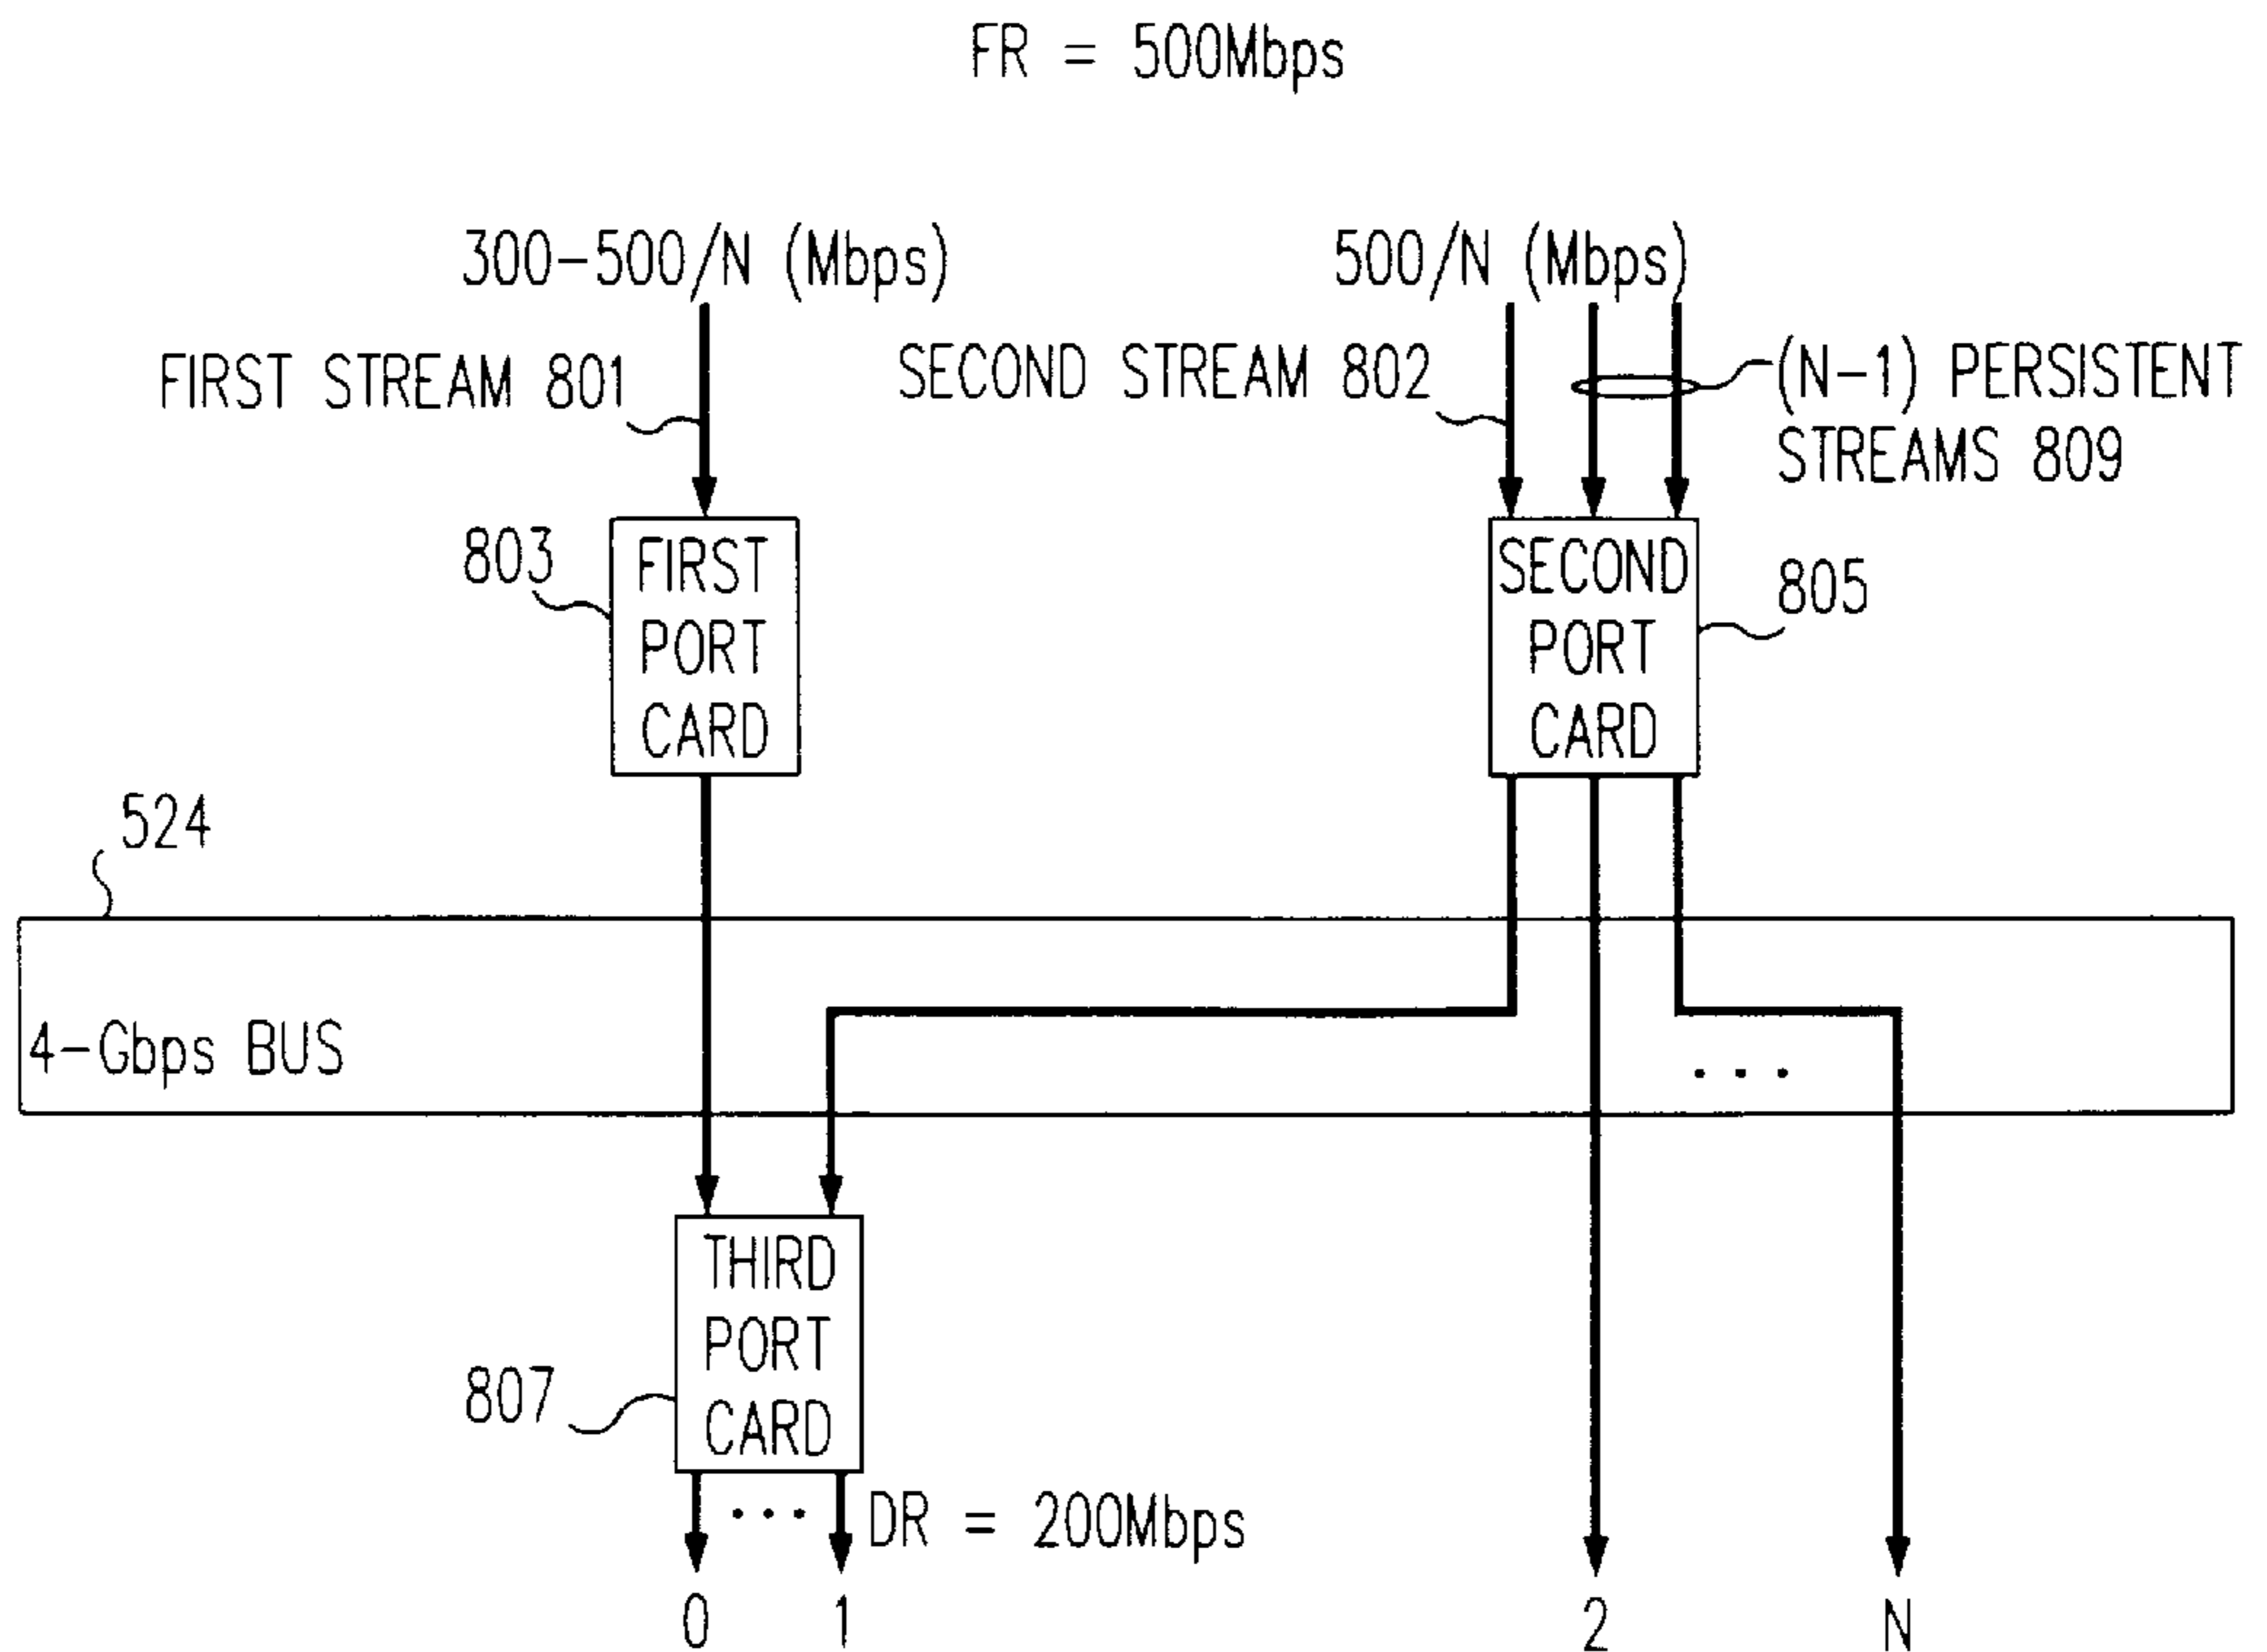 FR = 500Mbps
300-500/N (Mbps)
500/N (Mbps)
FIRST STREAM 801
SECOND STREAM 802
(N-1) PERSISTENT
STREAMS 809
803
FIRST
PORT
CARD
SECOND
PORT
CARD
805
524
4-Gbps BUS
. . .
THIRD
PORT
CARD
807
. . .
DR = 200Mbps
0
1
2
N